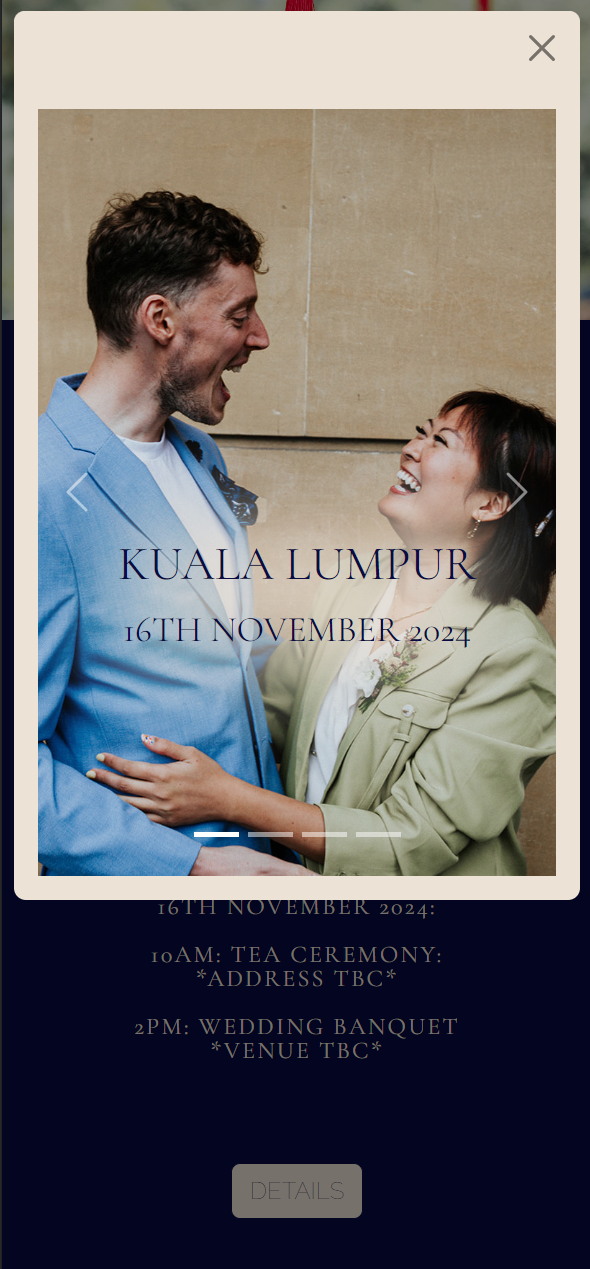 KUALA LUMPUR
16TH NOVEMBER 2024
16TH NOVEMBER 2024:
10AM: TEA CEREMONY:
*ADDRESS TBC*
2PM: WEDDING BANQUET
*VENUE TBC*
DETAILS